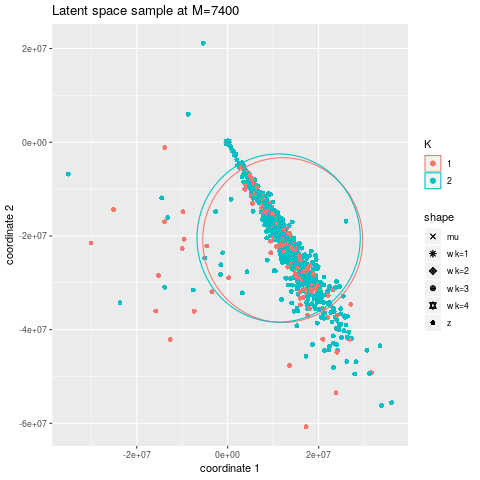 Latent space sample at M=7400
2e+07
0e+00
-2e+07
-4e+07
-6e+07
-2e+07 0e+00 2e+07
coordinate 1
coordinate 2
K
1
2
shape
mu
w k=1
w k=2
w k=3
w k=4
z